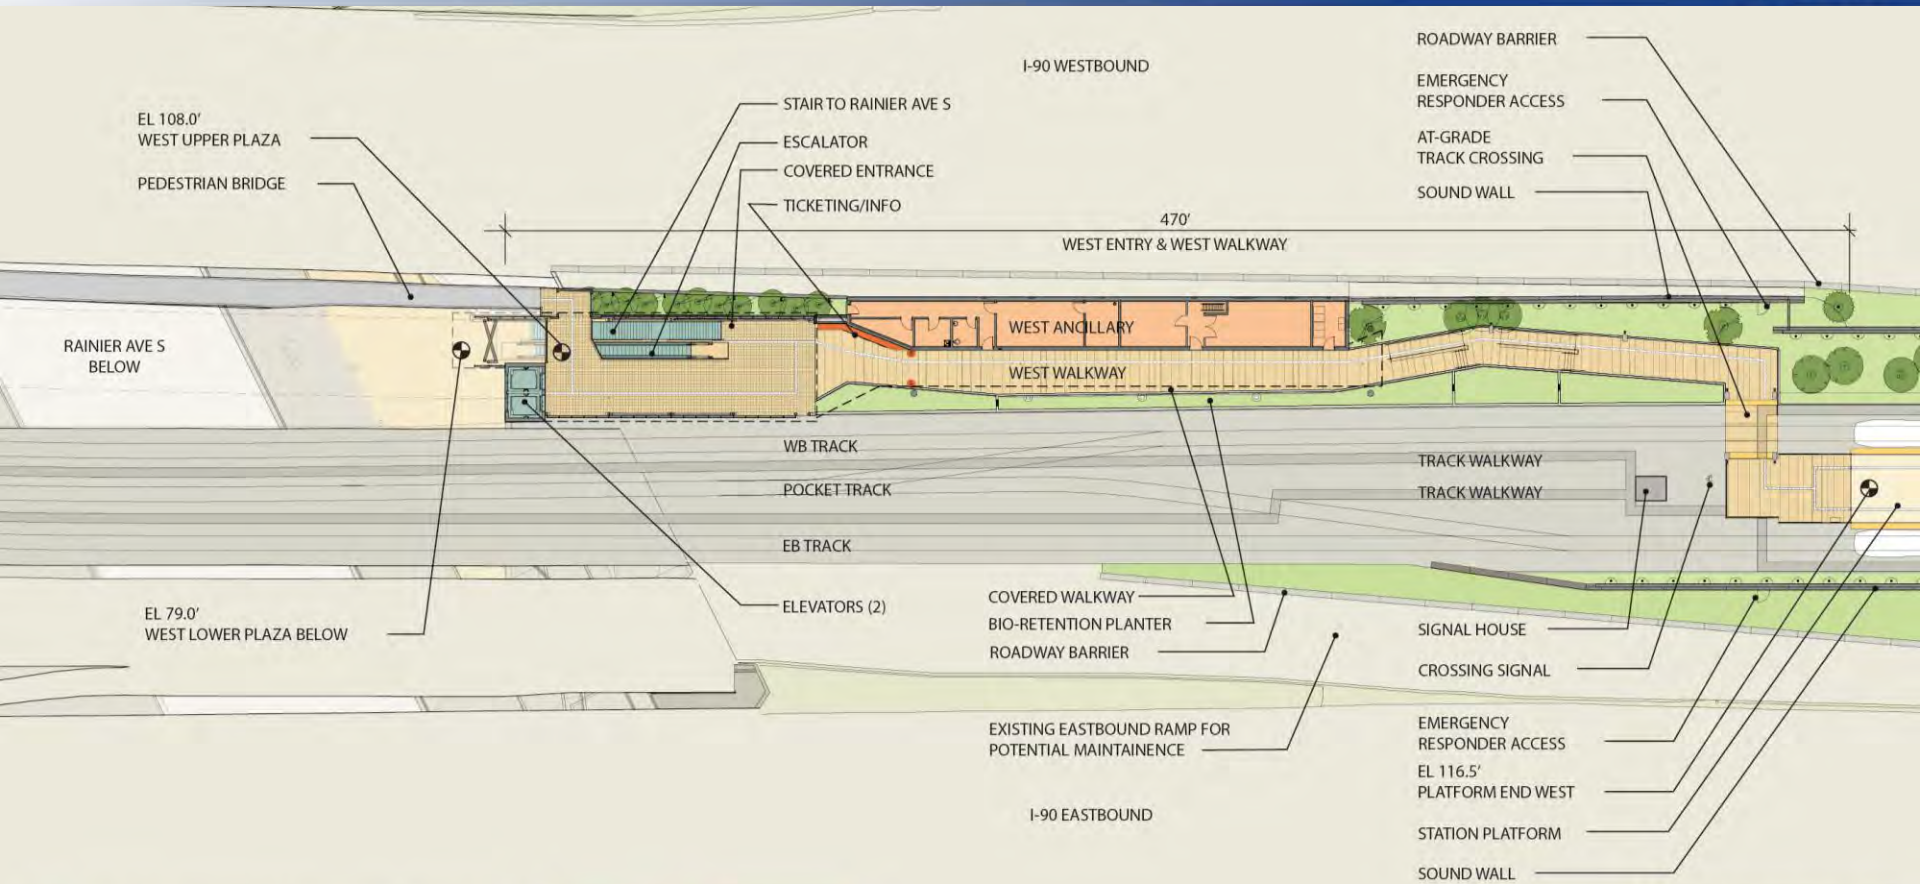 I-90 WESTBOUND
EL 108.0'
WEST UPPER PLAZA
PEDESTRIAN BRIDGE
STAIR TO RAINIER AVE S
ESCALATOR
COVERED ENTRANCE
TICKETING/INFO
ROADWAY BARRIER
EMERGENCY
RESPONDER ACCESS
AT-GRADE
TRACK CROSSING
SOUND WALL
470'
WEST ENTRY & WEST WALKWAY
RAINIER AVE S
BELOW
WEST ANCILLARY
WEST WALKWAY
WB TRACK
POCKET TRACK
EB TRACK
TRACK WALKWAY
TRACK WALKWAY
EL 79.0'
WEST LOWER PLAZA BELOW
ELEVATORS (2)
COVERED WALKWAY
BIO-RETENTION PLANTER
ROADWAY BARRIER
EXISTING EASTBOUND RAMP FOR
POTENTIAL MAINTAINENCE
SIGNAL HOUSE
CROSSING SIGNAL
EMERGENCY
RESPONDER ACCESS
EL 116.5'
PLATFORM END WEST
STATION PLATFORM
SOUND WALL
I-90 EASTBOUND